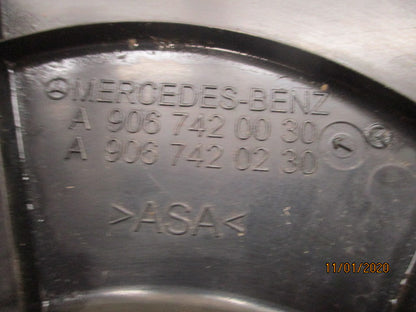 MERCEDES-BENZ
A 906 742 00 30
A 906 742 02 30
>ASA<
11/01/2020